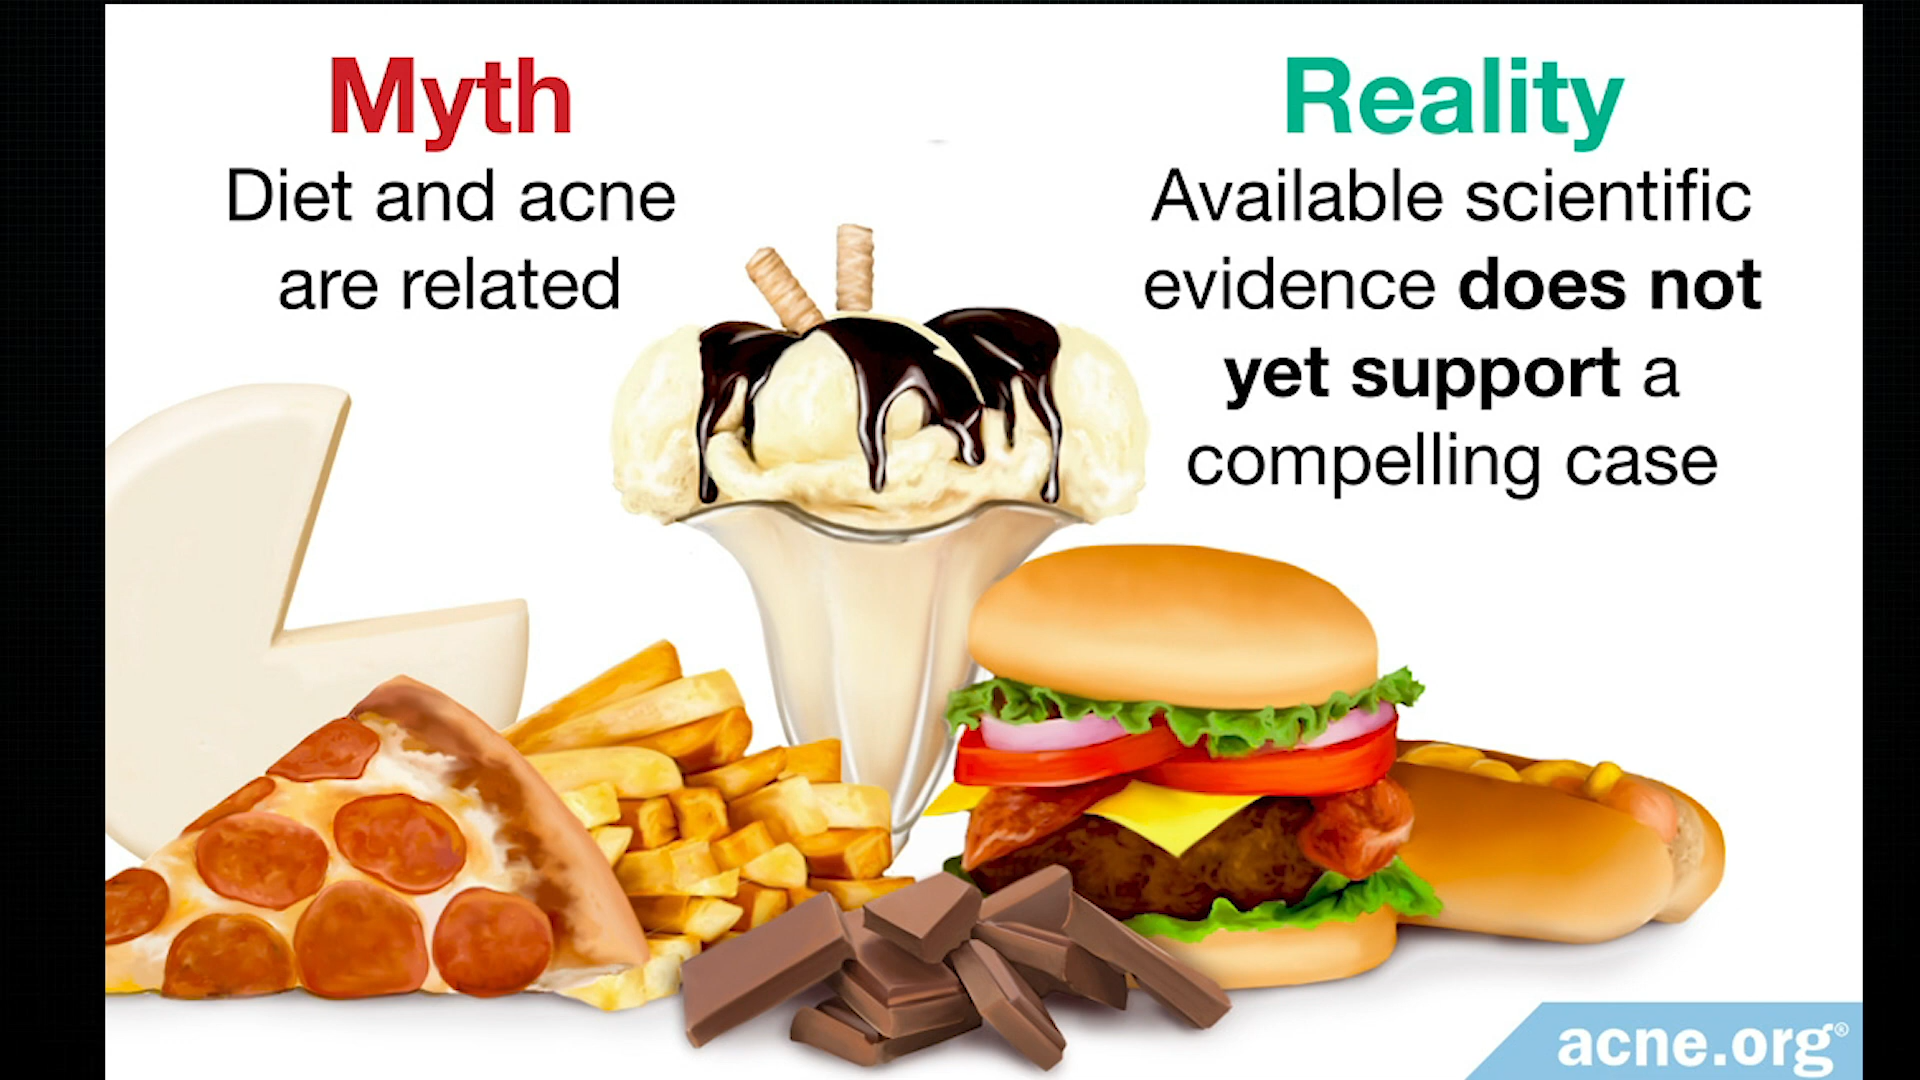 Myth
Diet and acne
are related
Reality
Available scientific
evidence does not
yet support a
compelling case
acne.org®